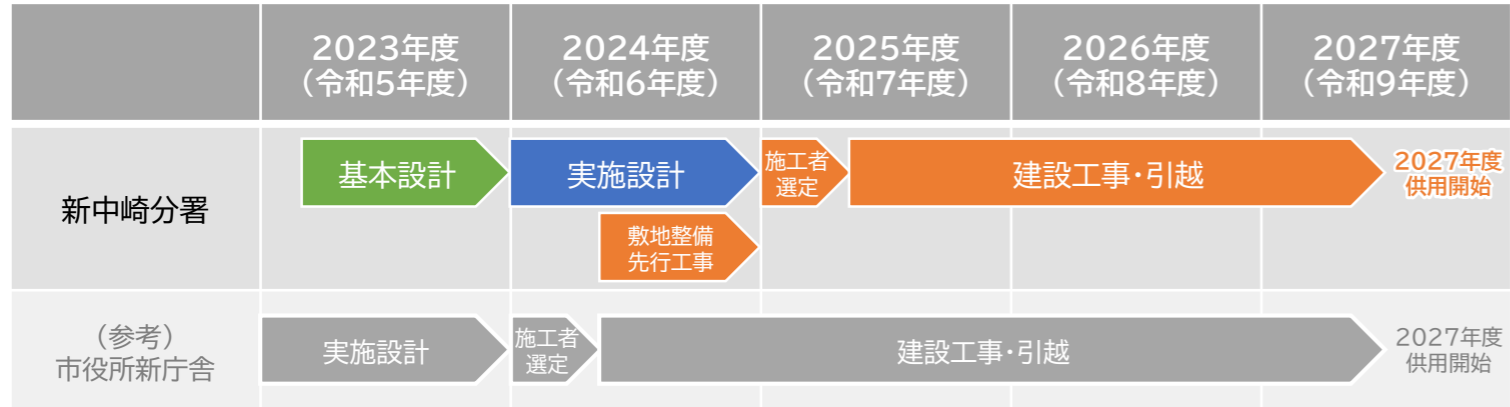 2023年度
（令和5年度）
2024年度
（令和6年度）
2025年度
（令和7年度）
2026年度
（令和8年度）
2027年度
（令和9年度）
新中崎分署
基本設計
実施設計
施工者
選定
建設工事・引越
2027年度
供用開始
敷地整備
先行工事
（参考）
市役所新庁舎
実施設計
施工者
選定
建設工事・引越
2027年度
供用開始